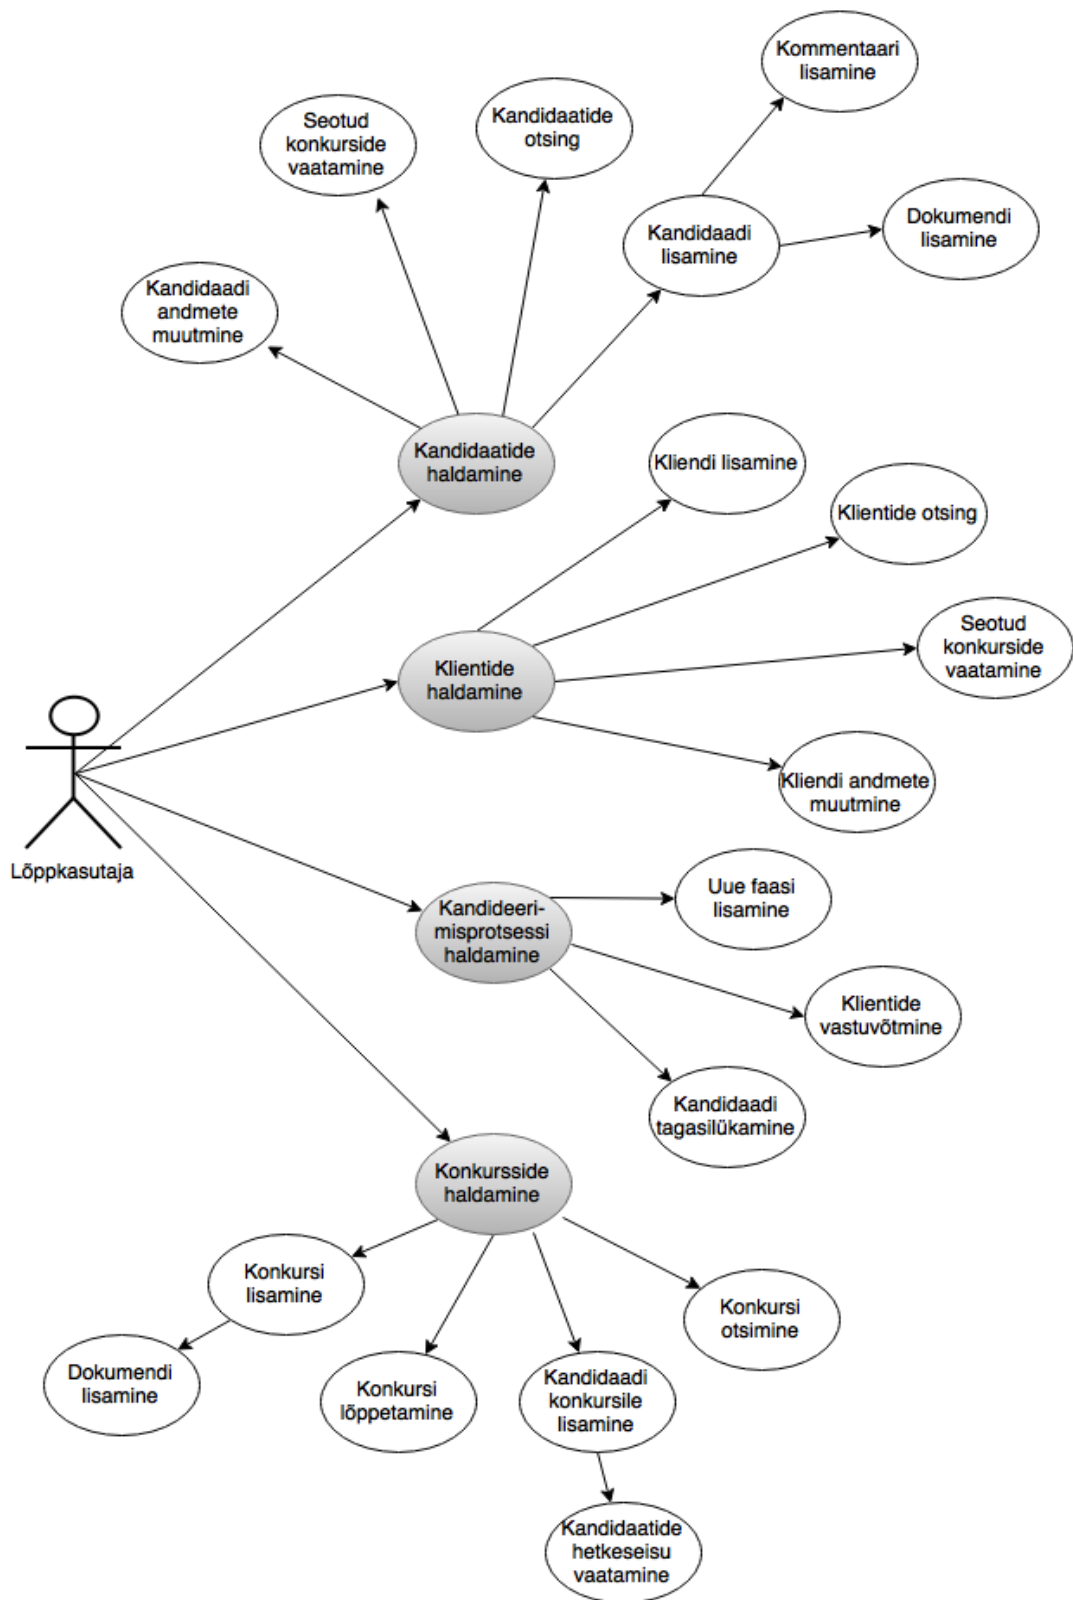 Kommentaari
lisamine
Kandidaatide
otsing
Seotud
konkurside
vaatamine
Kandidaadi
lisamine
Dokumendi
lisamine
Kandidaadi
andmete
muutmine
Kandidaatide
haldamine
Kliendi lisamine
Klientide otsing
Seotud
konkurside
vaatamine
Klientide
haldamine
Kliendi andmete
muutmine
Lõppkasutaja
Uue faasi
lisamine
Kandideeri-
misprotsessi
haldamine
Klientide
vastuvõtmine
Kandidaadi
tagasilükamine
Konkursside
haldamine
Konkursi
lisamine
Konkursi
otsimine
Dokumendi
lisamine
Konkursi
lõppetamine
Kandidaadi
konkursile
lisamine
Kandidaatide
hetkeseisu
vaatamine